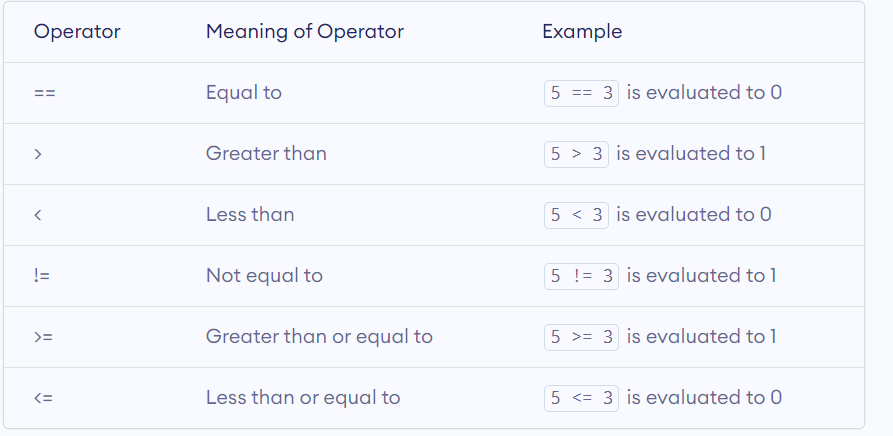 Operator Meaning of Operator Example
== Equal to 5 == 3 is evaluated to 0
> Greater than 5 > 3 is evaluated to 1
< Less than 5 < 3 is evaluated to 0
!= Not equal to 5 != 3 is evaluated to 1
>= Greater than or equal to 5 >= 3 is evaluated to 1
<= Less than or equal to 5 <= 3 is evaluated to 0